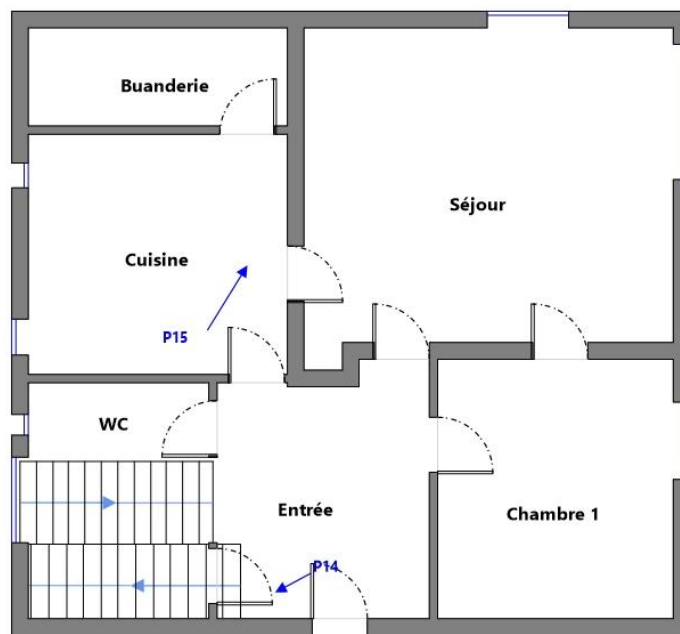 Buanderie
Séjour
Cuisine
P15
WC
Entrée
Chambre 1
P14